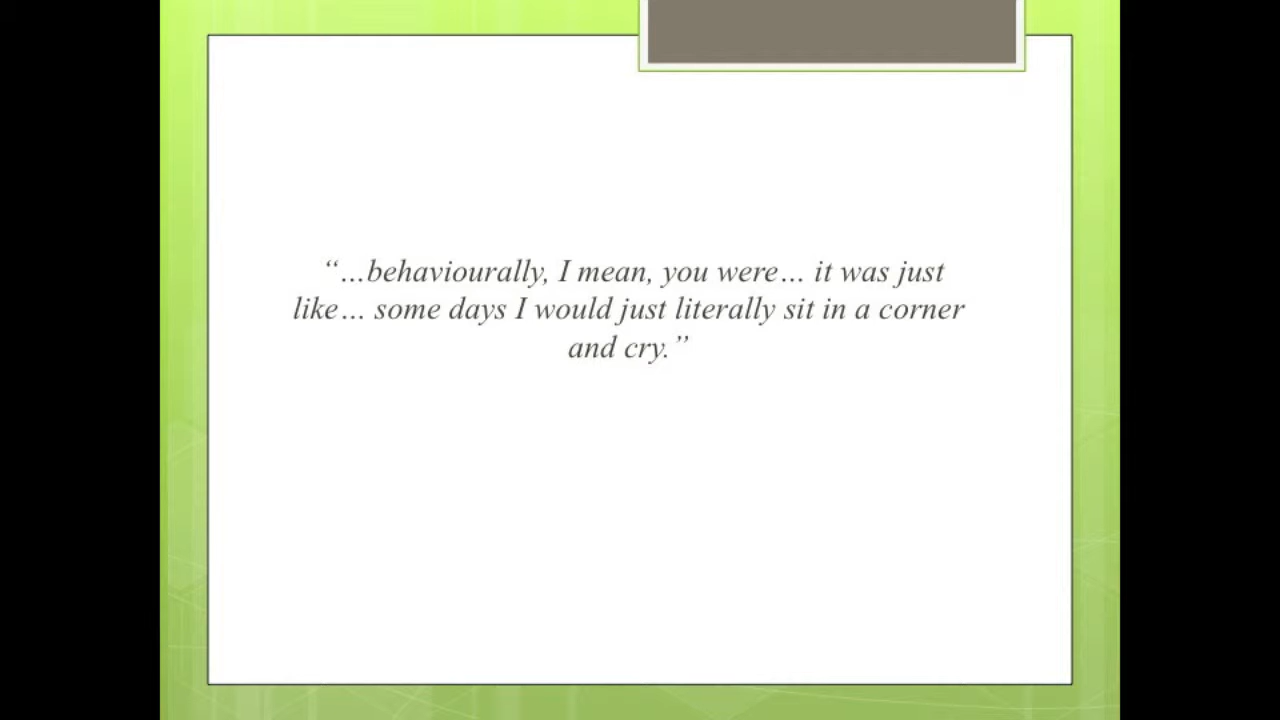 “…behaviourally, I mean, you were… it was just
like… some days I would just literally sit in a corner
and cry.”